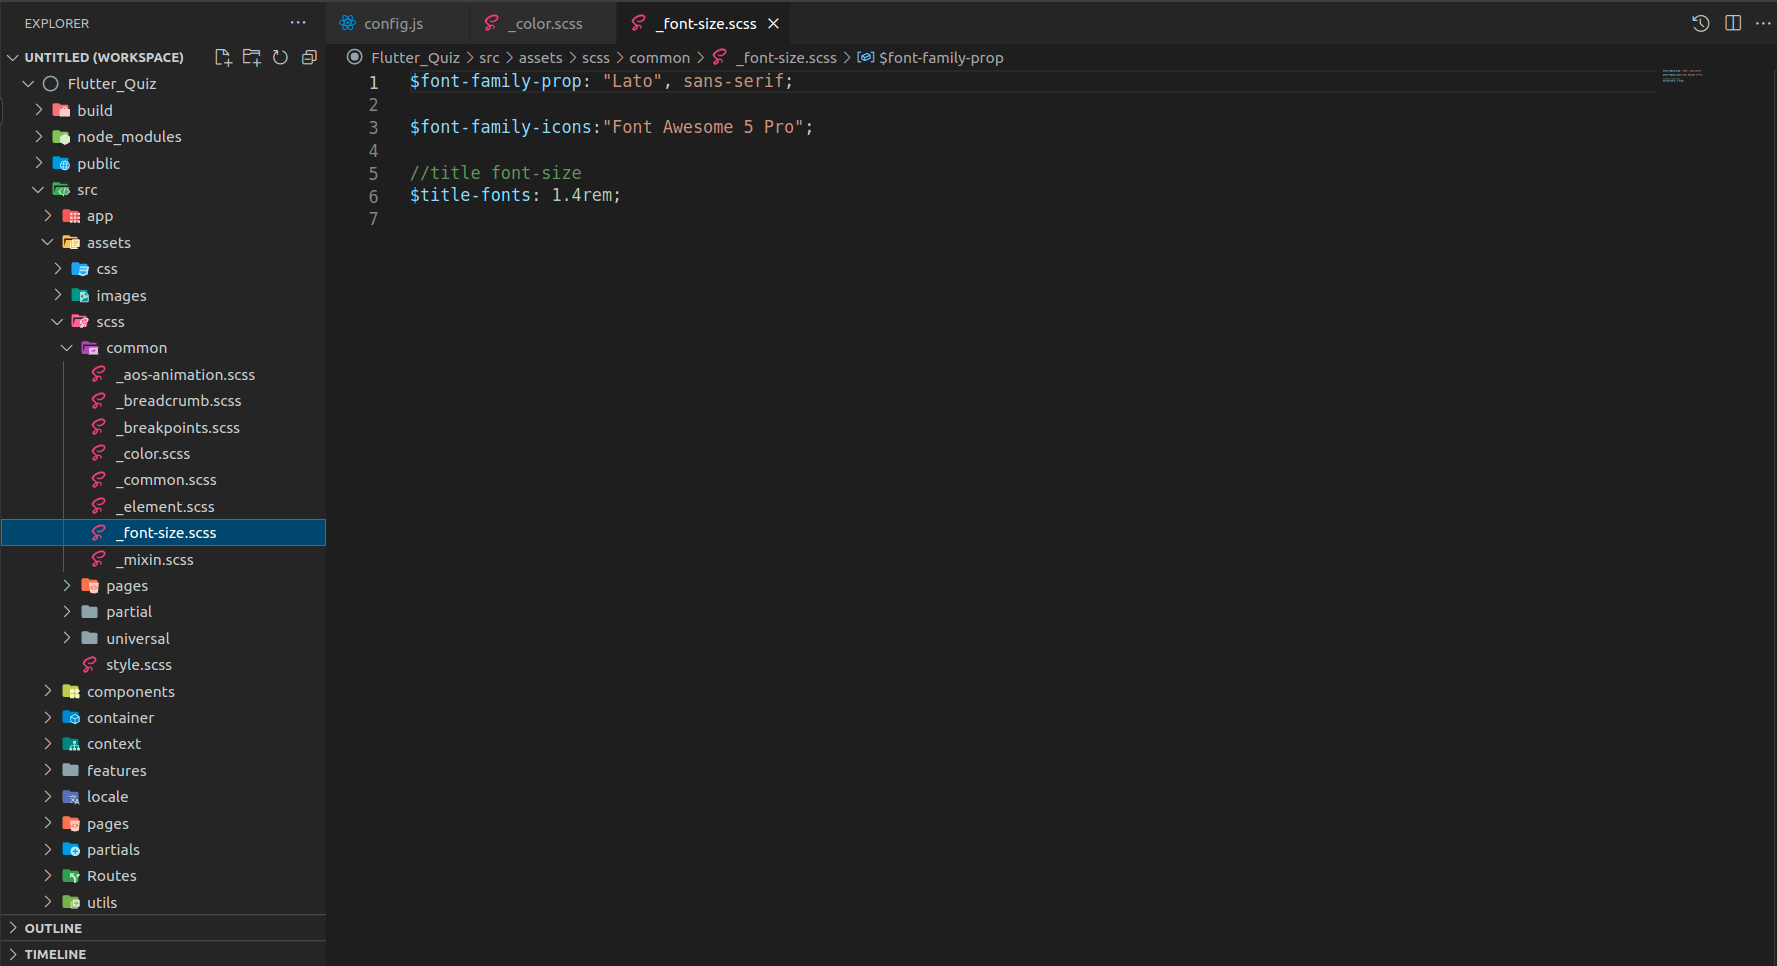 EXPLORER
UNTITLED (WORKSPACE)
Flutter_Quiz
build
node_modules
public
src
app
assets
css
images
scss
common
_aos-animation.scss
_breadcrumb.scss
_breakpoints.scss
_color.scss
_common.scss
_element.scss
_font-size.scss
_mixin.scss
pages
partial
universal
style.scss
components
container
context
features
locale
pages
partials
Routes
utils
OUTLINE
TIMELINE
config.js _color.scss _font-size.scss
Flutter_Quiz > src > assets > scss > common > _font-size.scss > $font-family-prop
1 $font-family-prop: "Lato", sans-serif;
2
3 $font-family-icons:"Font Awesome 5 Pro";
4
5 //title font-size
6 $title-fonts: 1.4rem;
7